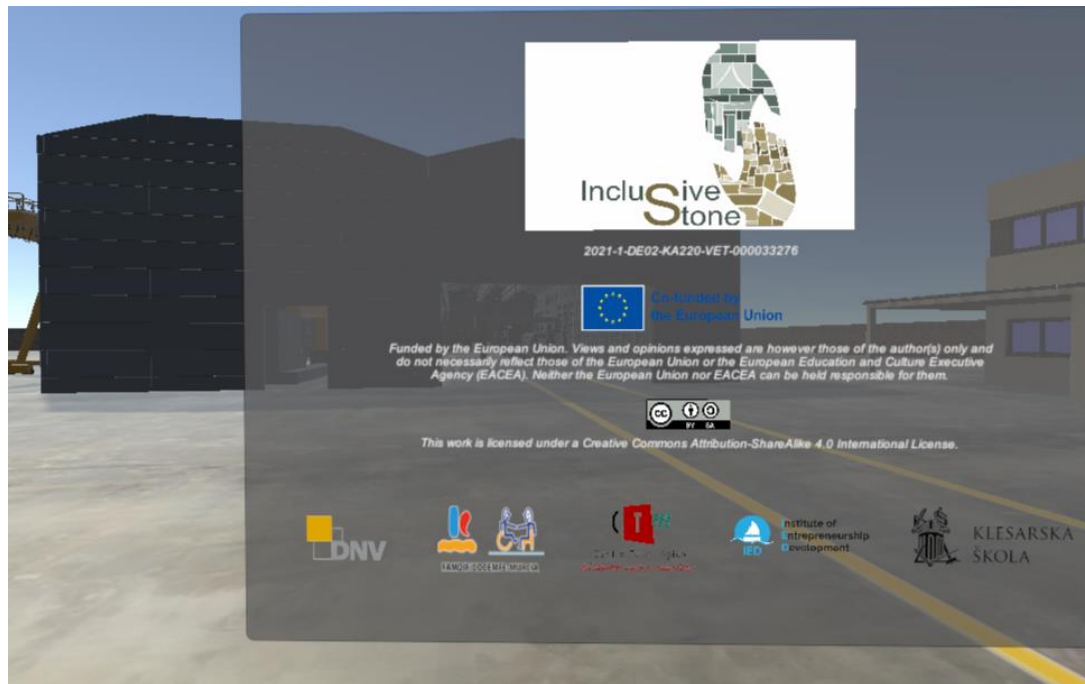 Inclusive
Stone
2021-1-DE02-KA220-VET-000033276
Co-funded by
the European Union
Funded by the European Union. Views and opinions expressed are however those of the author(s) only and
do not necessarily reflect those of the European Union or the European Education and Culture Executive
Agency (EACEA). Neither the European Union nor EACEA can be held responsible for them.
cc
BY SA
This work is licensed under a Creative Commons Attribution-ShareAlike 4.0 International License.
DNV
IED
Institute of
Entrepreneurship
Development
KLESARSKA
ŠKOLA